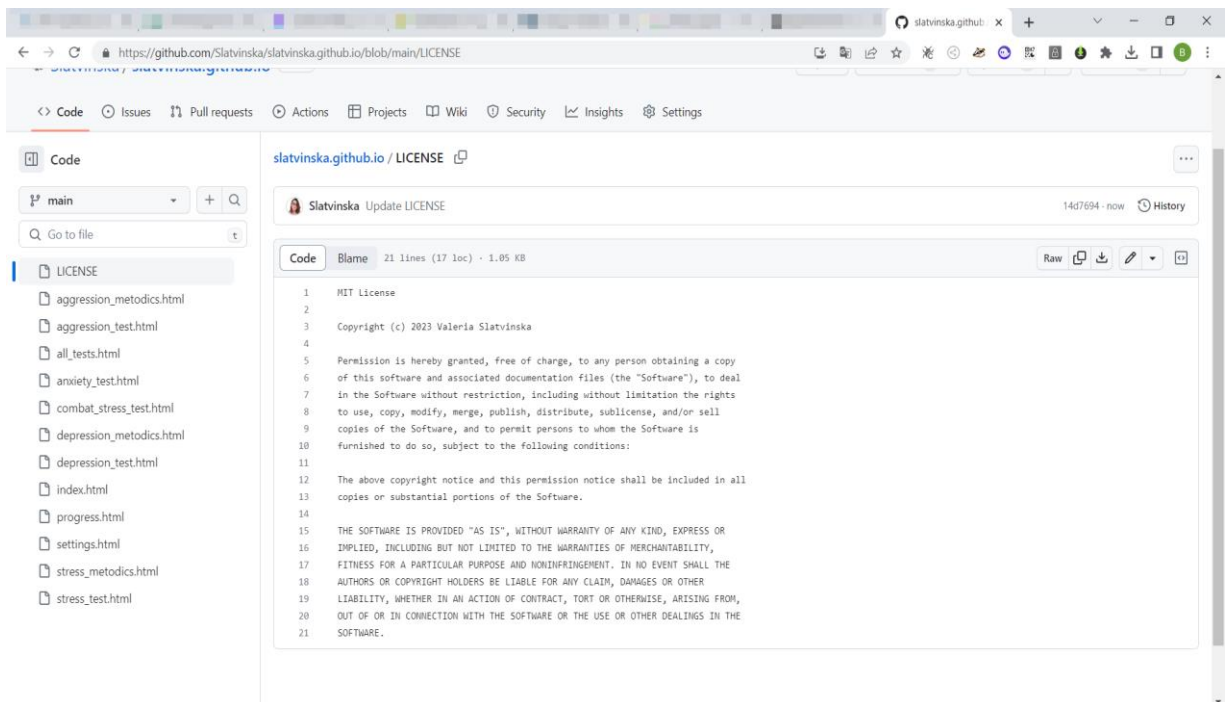 slatvinska.github
https://github.com/Slatvinska/slatvinska.github.io/blob/main/LICENSE
B
Code Issues Pull requests Actions Projects Wiki Security Insights Settings
Code
main
Go to file t
LICENSE
aggression_metodics.html
aggression_test.html
all_tests.html
anxiety_test.html
combat_stress_test.html
depression_metodics.html
depression_test.html
index.html
progress.html
settings.html
stress_metodics.html
stress_test.html
slatvinska.github.io / LICENSE
Slatvinska Update LICENSE 14d7694 · now History
Code Blame 21 lines (17 loc) · 1.05 KB Raw
1 MIT License
2
3 Copyright (c) 2023 Valeria Slatvinska
4
5 Permission is hereby granted, free of charge, to any person obtaining a copy
6 of this software and associated documentation files (the "Software"), to deal
7 in the Software without restriction, including without limitation the rights
8 to use, copy, modify, merge, publish, distribute, sublicense, and/or sell
9 copies of the Software, and to permit persons to whom the Software is
10 furnished to do so, subject to the following conditions:
11
12 The above copyright notice and this permission notice shall be included in all
13 copies or substantial portions of the Software.
14
15 THE SOFTWARE IS PROVIDED "AS IS", WITHOUT WARRANTY OF ANY KIND, EXPRESS OR
16 IMPLIED, INCLUDING BUT NOT LIMITED TO THE WARRANTIES OF MERCHANTABILITY,
17 FITNESS FOR A PARTICULAR PURPOSE AND NONINFRINGEMENT. IN NO EVENT SHALL THE
18 AUTHORS OR COPYRIGHT HOLDERS BE LIABLE FOR ANY CLAIM, DAMAGES OR OTHER
19 LIABILITY, WHETHER IN AN ACTION OF CONTRACT, TORT OR OTHERWISE, ARISING FROM,
20 OUT OF OR IN CONNECTION WITH THE SOFTWARE OR THE USE OR OTHER DEALINGS IN THE
21 SOFTWARE.